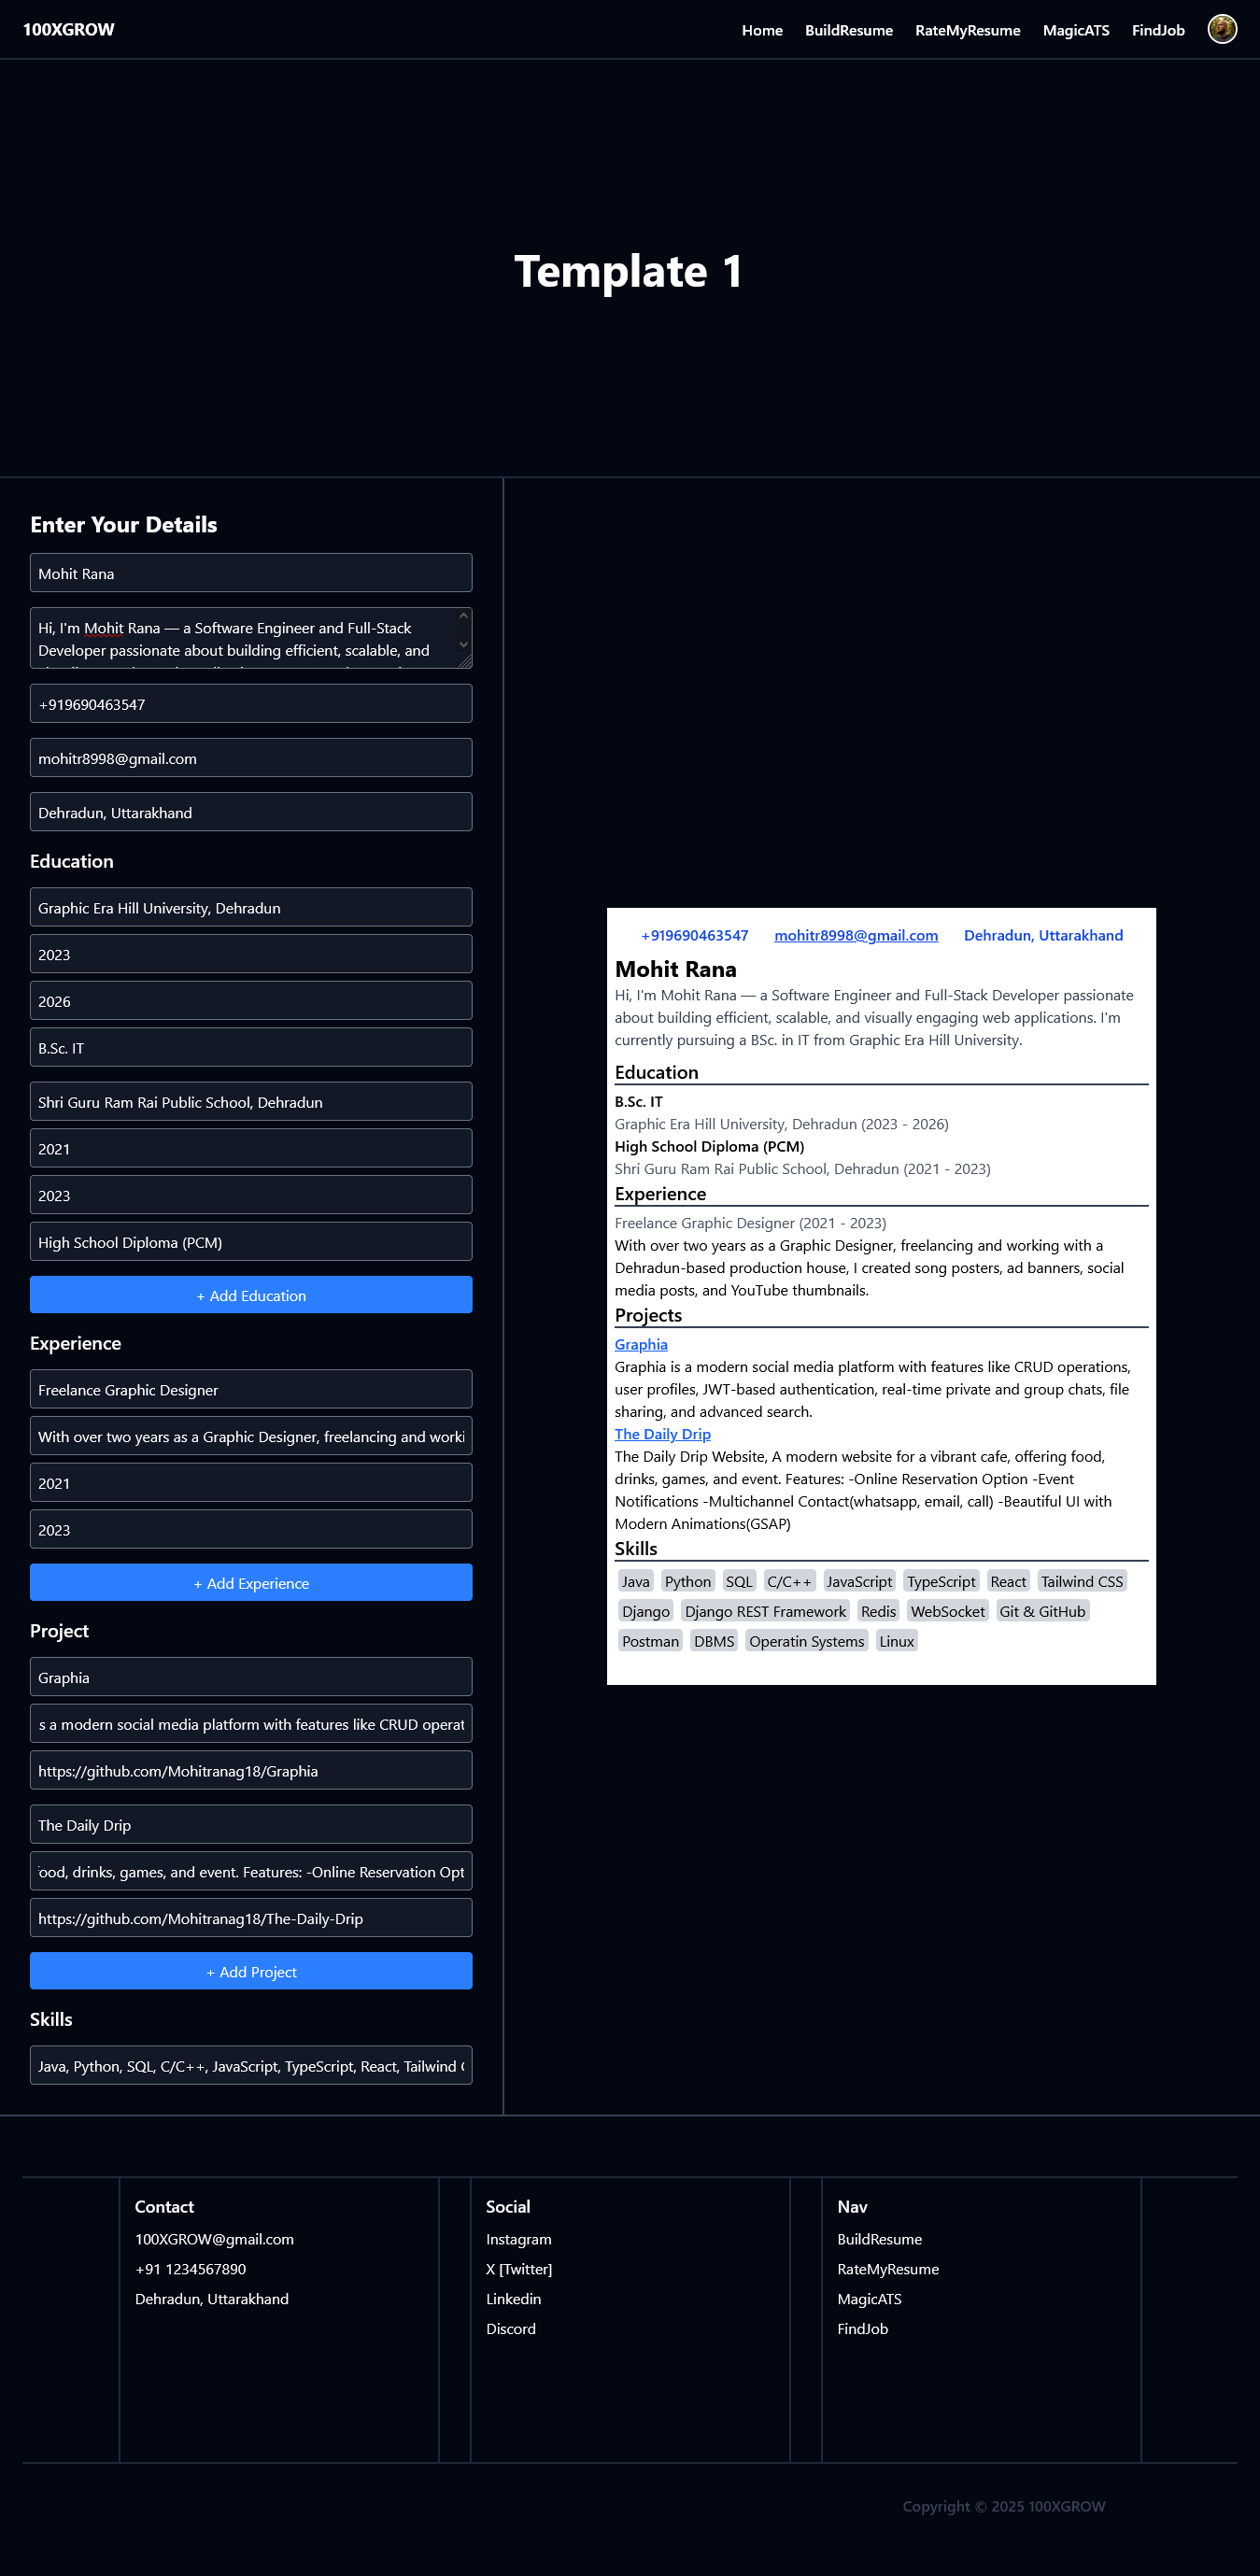 100XGROW
Home BuildResume RateMyResume MagicATS FindJob
Template 1
Enter Your Details
Mohit Rana
Hi, I'm Mohit Rana — a Software Engineer and Full-Stack
Developer passionate about building efficient, scalable, and
+919690463547
mohitr8998@gmail.com
Dehradun, Uttarakhand
Education
Graphic Era Hill University, Dehradun
2023
2026
B.Sc. IT
Shri Guru Ram Rai Public School, Dehradun
2021
2023
High School Diploma (PCM)
+ Add Education
Experience
Freelance Graphic Designer
With over two years as a Graphic Designer, freelancing and worki
2021
2023
+ Add Experience
Project
Graphia
s a modern social media platform with features like CRUD operat
https://github.com/Mohitranag18/Graphia
The Daily Drip
food, drinks, games, and event. Features: -Online Reservation Opt
https://github.com/Mohitranag18/The-Daily-Drip
+ Add Project
Skills
Java, Python, SQL, C/C++, JavaScript, TypeScript, React, Tailwind
+919690463547 mohitr8998@gmail.com Dehradun, Uttarakhand
Mohit Rana
Hi, I'm Mohit Rana — a Software Engineer and Full-Stack Developer passionate
about building efficient, scalable, and visually engaging web applications. I'm
currently pursuing a BSc. in IT from Graphic Era Hill University.
Education
B.Sc. IT
Graphic Era Hill University, Dehradun (2023 - 2026)
High School Diploma (PCM)
Shri Guru Ram Rai Public School, Dehradun (2021 - 2023)
Experience
Freelance Graphic Designer (2021 - 2023)
With over two years as a Graphic Designer, freelancing and working with a
Dehradun-based production house, I created song posters, ad banners, social
media posts, and YouTube thumbnails.
Projects
Graphia
Graphia is a modern social media platform with features like CRUD operations,
user profiles, JWT-based authentication, real-time private and group chats, file
sharing, and advanced search.
The Daily Drip
The Daily Drip Website, A modern website for a vibrant cafe, offering food,
drinks, games, and event. Features: -Online Reservation Option -Event
Notifications -Multichannel Contact(whatsapp, email, call) -Beautiful UI with
Modern Animations(GSAP)
Skills
Java Python SQL C/C++ JavaScript TypeScript React Tailwind CSS
Django Django REST Framework Redis WebSocket Git & GitHub
Postman DBMS Operatin Systems Linux
Contact
100XGROW@gmail.com
+91 1234567890
Dehradun, Uttarakhand
Social
Instagram
X [Twitter]
Linkedin
Discord
Nav
BuildResume
RateMyResume
MagicATS
FindJob
Copyright © 2025 100XGROW